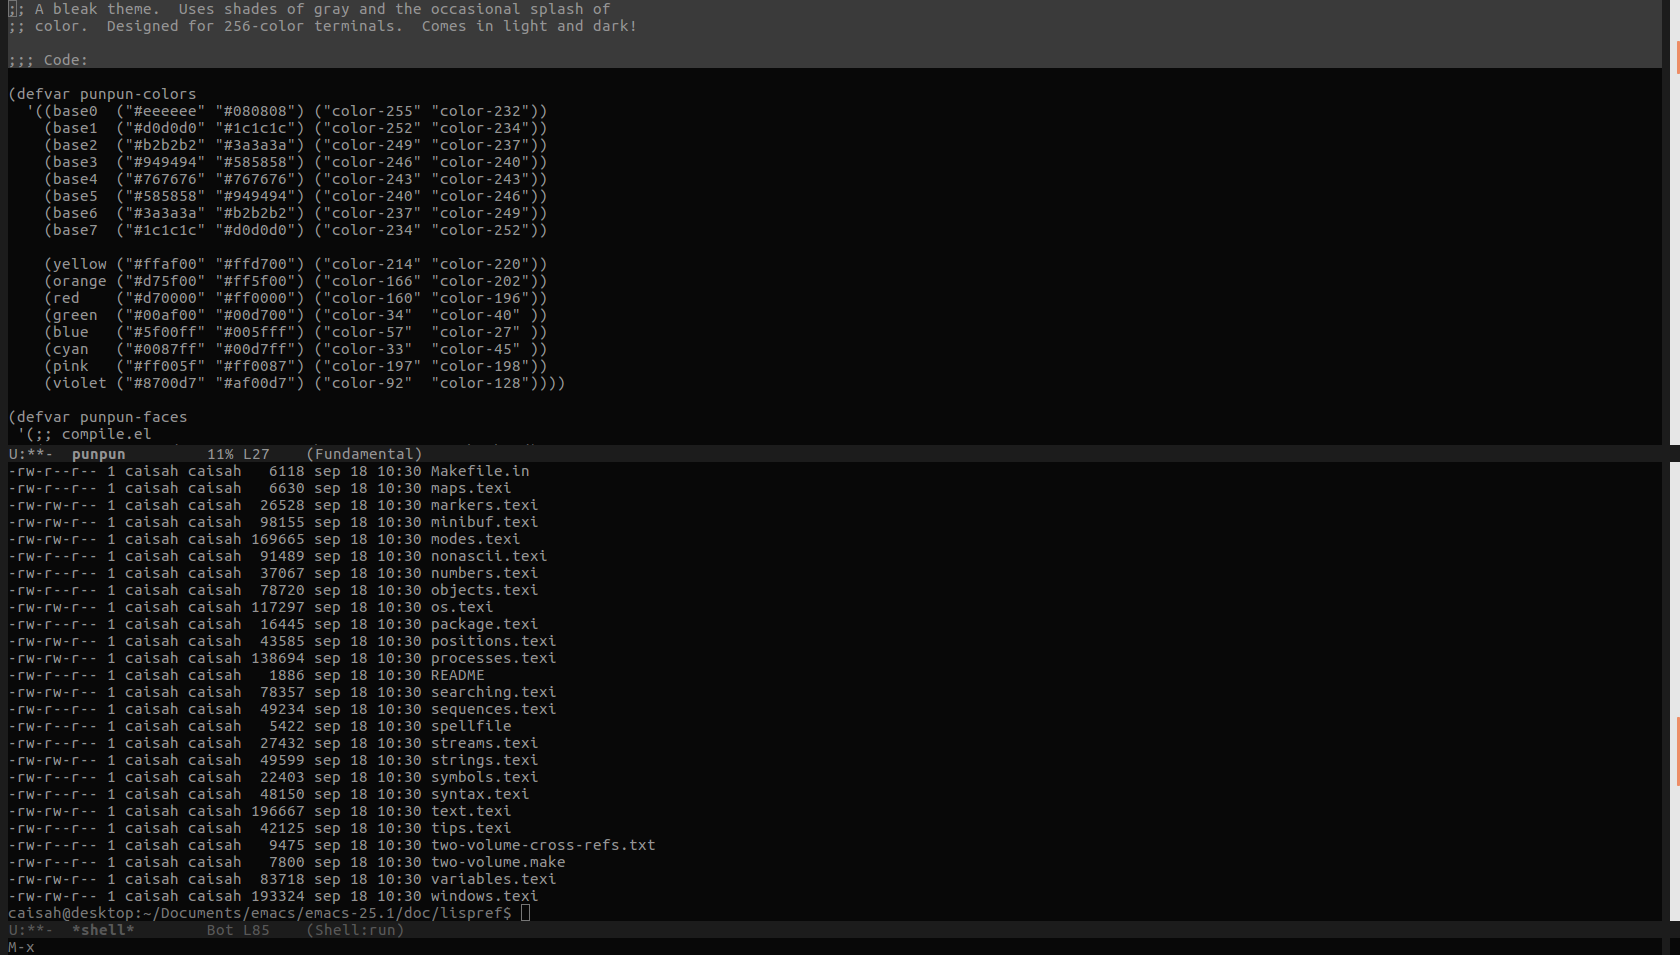 ;; A bleak theme.  Uses shades of gray and the occasional splash of
;; color.  Designed for 256-color terminals.  Comes in light and dark!
;;; Code:
(defvar punpun-colors
  '((base0  ("#eeeeee" "#080808") ("color-255" "color-232"))
    (base1  ("#d0d0d0" "#1c1c1c") ("color-252" "color-234"))
    (base2  ("#b2b2b2" "#3a3a3a") ("color-249" "color-237"))
    (base3  ("#949494" "#585858") ("color-246" "color-240"))
    (base4  ("#767676" "#767676") ("color-243" "color-243"))
    (base5  ("#585858" "#949494") ("color-240" "color-246"))
    (base6  ("#3a3a3a" "#b2b2b2") ("color-237" "color-249"))
    (base7  ("#1c1c1c" "#d0d0d0") ("color-234" "color-252"))
    (yellow ("#ffaf00" "#ffd700") ("color-214" "color-220"))
    (orange ("#d75f00" "#ff5f00") ("color-166" "color-202"))
    (red    ("#d70000" "#ff0000") ("color-160" "color-196"))
    (green  ("#00af00" "#00d700") ("color-34"  "color-40" ))
    (blue   ("#5f00ff" "#005fff") ("color-57"  "color-27" ))
    (cyan   ("#0087ff" "#00d7ff") ("color-33"  "color-45" ))
    (pink   ("#ff005f" "#ff0087") ("color-197" "color-198"))
    (violet ("#8700d7" "#af00d7") ("color-92"  "color-128"))))
(defvar punpun-faces
 '(;; compile.el
U:**-  punpun         11% L27    (Fundamental)
-rw-r--r-- 1 caisah caisah   6118 sep 18 10:30 Makefile.in
-rw-r--r-- 1 caisah caisah   6630 sep 18 10:30 maps.texi
-rw-rw-r-- 1 caisah caisah  26528 sep 18 10:30 markers.texi
-rw-rw-r-- 1 caisah caisah  98155 sep 18 10:30 minibuf.texi
-rw-rw-r-- 1 caisah caisah 169665 sep 18 10:30 modes.texi
-rw-r--r-- 1 caisah caisah  91489 sep 18 10:30 nonascii.texi
-rw-r--r-- 1 caisah caisah  37067 sep 18 10:30 numbers.texi
-rw-r--r-- 1 caisah caisah  78720 sep 18 10:30 objects.texi
-rw-rw-r-- 1 caisah caisah 117297 sep 18 10:30 os.texi
-rw-r--r-- 1 caisah caisah  16445 sep 18 10:30 package.texi
-rw-rw-r-- 1 caisah caisah  43585 sep 18 10:30 positions.texi
-rw-rw-r-- 1 caisah caisah 138694 sep 18 10:30 processes.texi
-rw-r--r-- 1 caisah caisah   1886 sep 18 10:30 README
-rw-rw-r-- 1 caisah caisah  78357 sep 18 10:30 searching.texi
-rw-rw-r-- 1 caisah caisah  49234 sep 18 10:30 sequences.texi
-rw-r--r-- 1 caisah caisah   5422 sep 18 10:30 spellfile
-rw-r--r-- 1 caisah caisah  27432 sep 18 10:30 streams.texi
-rw-rw-r-- 1 caisah caisah  49599 sep 18 10:30 strings.texi
-rw-r--r-- 1 caisah caisah  22403 sep 18 10:30 symbols.texi
-rw-r--r-- 1 caisah caisah  48150 sep 18 10:30 syntax.texi
-rw-rw-r-- 1 caisah caisah 196667 sep 18 10:30 text.texi
-rw-r--r-- 1 caisah caisah  42125 sep 18 10:30 tips.texi
-rw-r--r-- 1 caisah caisah   9475 sep 18 10:30 two-volume-cross-refs.txt
-rw-r--r-- 1 caisah caisah   7800 sep 18 10:30 two-volume.make
-rw-rw-r-- 1 caisah caisah  83718 sep 18 10:30 variables.texi
-rw-rw-r-- 1 caisah caisah 193324 sep 18 10:30 windows.texi
caisah@desktop:~/Documents/emacs/emacs-25.1/doc/lispref$
U:**-  *shell*        Bot L85    (Shell:run)
M-x